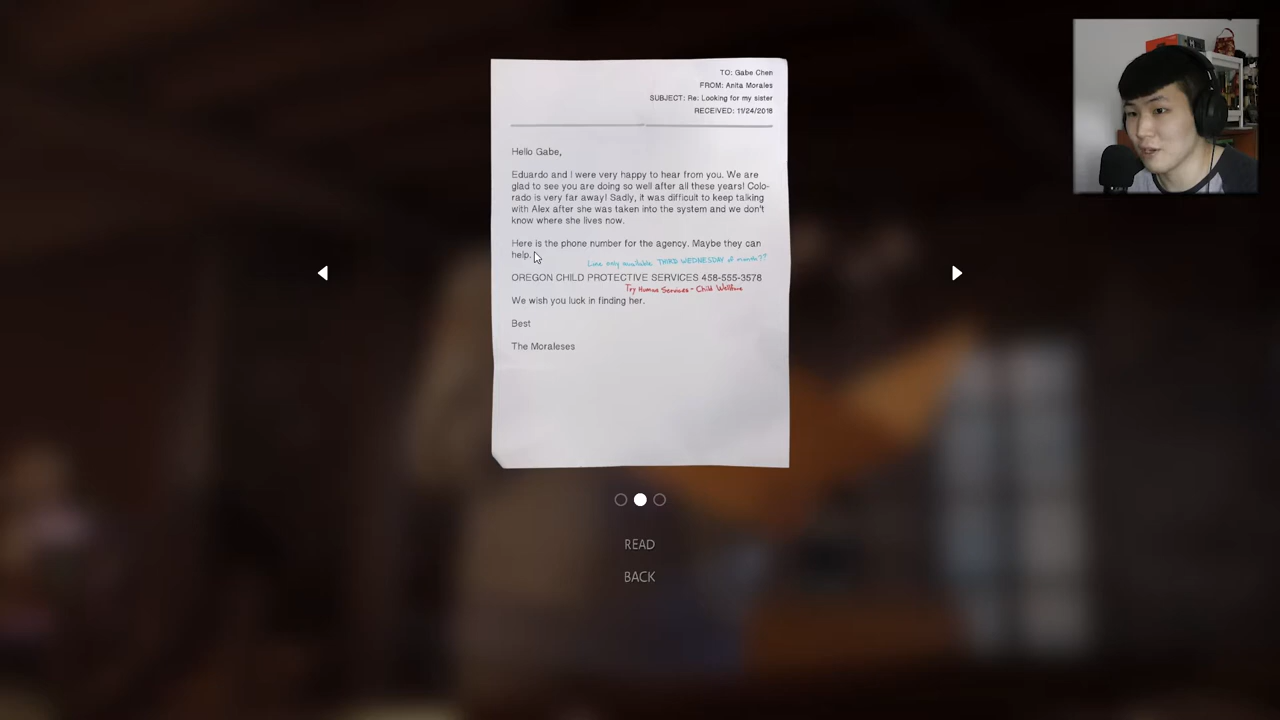 TO: Gabe Chen
FROM: Anita Morales
SUBJECT: Re: Looking for my sister
RECEIVED: 11/24/2018
Hello Gabe,
Eduardo and I were very happy to hear from you. We are
glad to see you are doing so well after all these years! Colo-
rado is very far away! Sadly, it was difficult to keep talking
with Alex after she was taken into the system and we don't
know where she lives now.
Here is the phone number for the agency. Maybe they can
help.
Line only available THIRD WEDNESDAY of month??
OREGON CHILD PROTECTIVE SERVICES 458-555-3578
Try Human Services - Child Welfare
We wish you luck in finding her.
Best
The Moraleses
READ
BACK